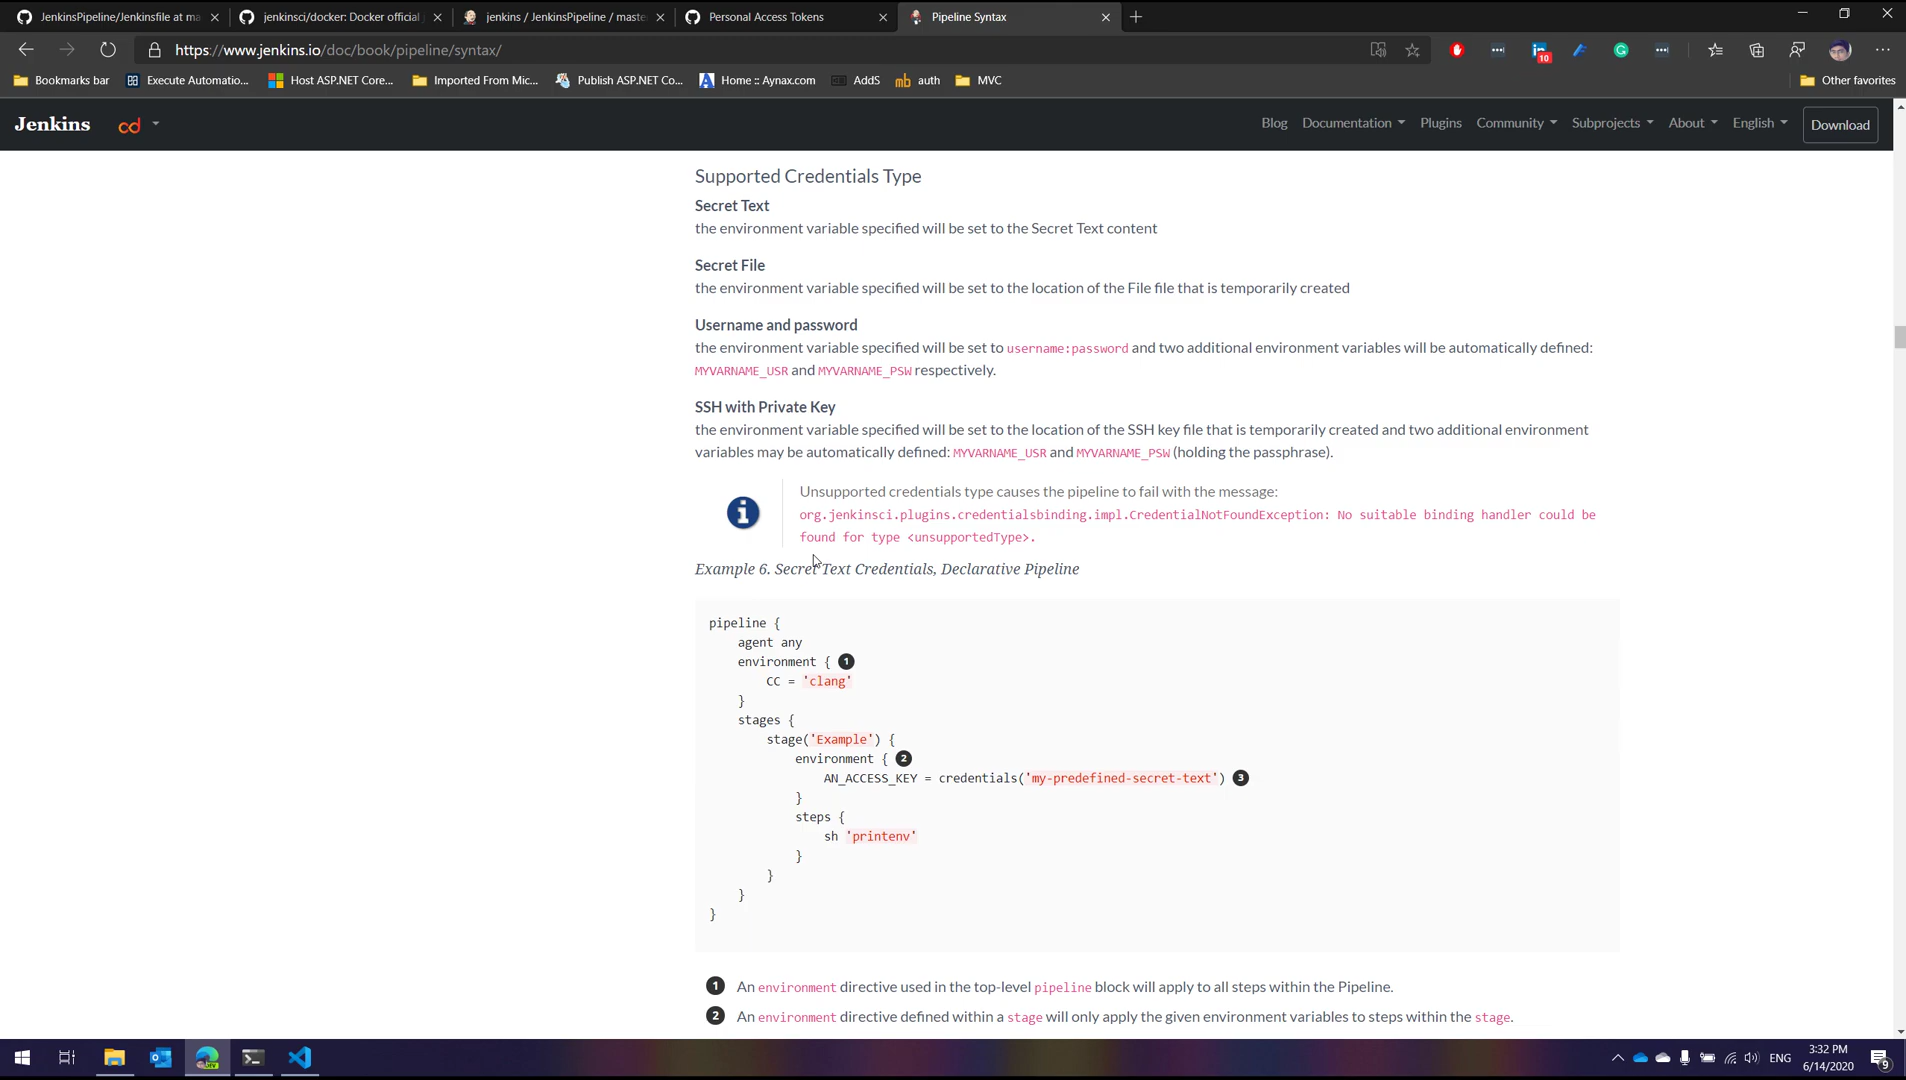 JenkinsPipeline/Jenkinsfile at ma
jenkinsci/docker: Docker official
jenkins / JenkinsPipeline / maste
Personal Access Tokens
Pipeline Syntax
https://www.jenkins.io/doc/book/pipeline/syntax/
10
Bookmarks bar
Execute Automatio...
Host ASP.NET Core...
Imported From Mic...
Publish ASP.NET Co...
Home :: Aynax.com
AddS
auth
MVC
Other favorites
Jenkins
cd
Blog
Documentation
Plugins
Community
Subprojects
About
English
Download
Supported Credentials Type
Secret Text
the environment variable specified will be set to the Secret Text content
Secret File
the environment variable specified will be set to the location of the File file that is temporarily created
Username and password
the environment variable specified will be set to username:password and two additional environment variables will be automatically defined:
MYVARNAME_USR and MYVARNAME_PSW respectively.
SSH with Private Key
the environment variable specified will be set to the location of the SSH key file that is temporarily created and two additional environment
variables may be automatically defined: MYVARNAME_USR and MYVARNAME_PSW (holding the passphrase).
Unsupported credentials type causes the pipeline to fail with the message:
org.jenkinsci.plugins.credentialsbinding.impl.CredentialNotFoundException: No suitable binding handler could be
found for type <unsupportedType>.
Example 6. Secret Text Credentials, Declarative Pipeline
pipeline {
agent any
environment { 1
CC = 'clang'
}
stages {
stage('Example') {
environment { 2
AN_ACCESS_KEY = credentials('my-predefined-secret-text') 3
}
steps {
sh 'printenv'
}
}
}
}
1 An environment directive used in the top-level pipeline block will apply to all steps within the Pipeline.
2 An environment directive defined within a stage will only apply the given environment variables to steps within the stage.
ENG
3:32 PM
6/14/2020
9